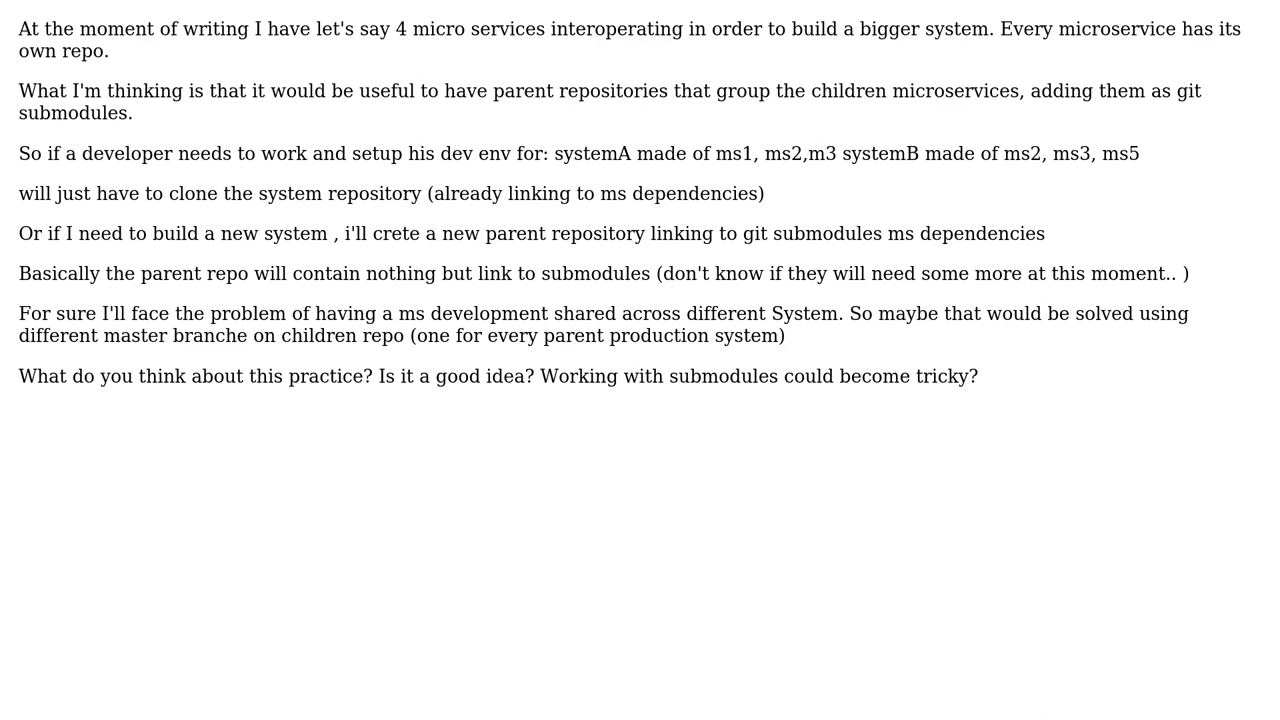 At the moment of writing I have let's say 4 micro services interoperating in order to build a bigger system. Every microservice has its
own repo.
What I'm thinking is that it would be useful to have parent repositories that group the children microservices, adding them as git
submodules.
So if a developer needs to work and setup his dev env for: systemA made of ms1, ms2,m3 systemB made of ms2, ms3, ms5
will just have to clone the system repository (already linking to ms dependencies)
Or if I need to build a new system , i'll crete a new parent repository linking to git submodules ms dependencies
Basically the parent repo will contain nothing but link to submodules (don't know if they will need some more at this moment.. )
For sure I'll face the problem of having a ms development shared across different System. So maybe that would be solved using
different master branche on children repo (one for every parent production system)
What do you think about this practice? Is it a good idea? Working with submodules could become tricky?